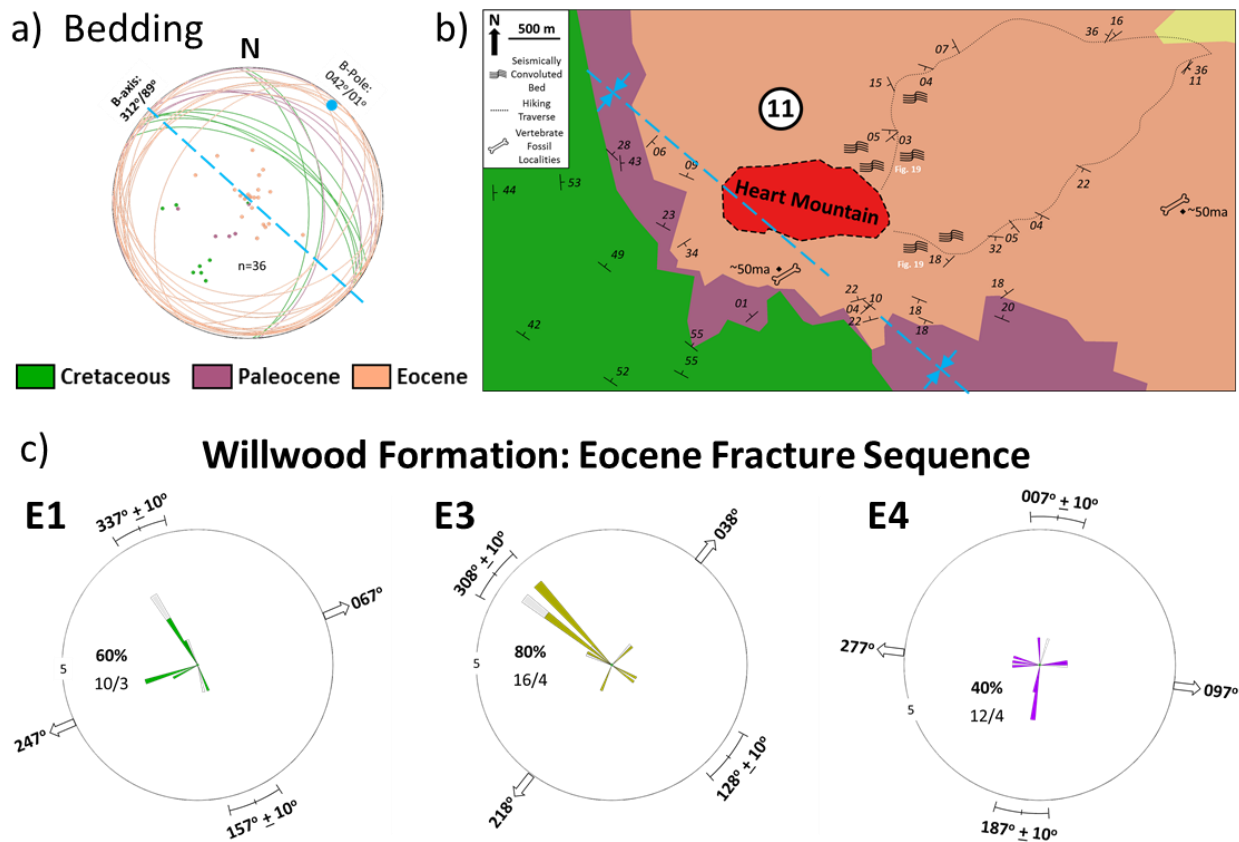 a) Bedding
N
B-axis:
312°/89°
B-Pole:
042°/01°
n=36
Cretaceous
Paleocene
Eocene
b)
N
500 m
Seismically
Convoluted
Bed
Hiking
Traverse
Vertebrate
Fossil
Localities
11
Heart Mountain
Fig. 19
Fig. 19
~50ma
~50ma
36
16
07
04
15
36
11
05
03
28
43
06
09
44
53
22
23
34
49
04
05
32
18
01
22
10
04
22
18
18
18
20
42
55
55
52
c)
Willwood Formation: Eocene Fracture Sequence
E1
337° ± 10°
067°
5
60%
10/3
247°
157° ± 10°
E3
308° ± 10°
038°
5
80%
16/4
218°
128° ± 10°
E4
007° ± 10°
277°
5
40%
12/4
097°
187° ± 10°